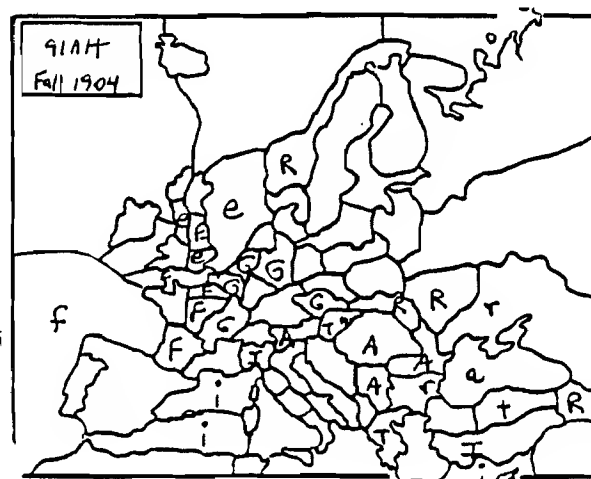 91AH
Fall 1904
R
e
e E
e
G G
E G
R r
F G
G
f
F
I A T A A
i A r a
i T t R
I